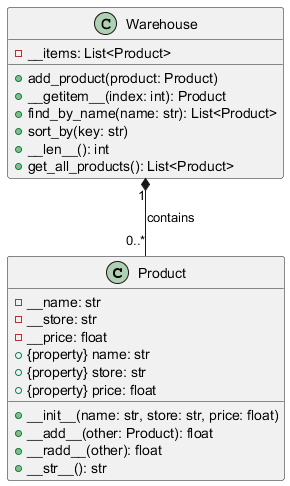 C Warehouse
__items: List<Product>
add_product(product: Product)
__getitem__(index: int): Product
find_by_name(name: str): List<Product>
sort_by(key: str)
__len__(): int
get_all_products(): List<Product>
1
contains
0..*
C Product
__name: str
__store: str
__price: float
{property} name: str
{property} store: str
{property} price: float
__init__(name: str, store: str, price: float)
__add__(other: Product): float
__radd__(other): float
__str__(): str